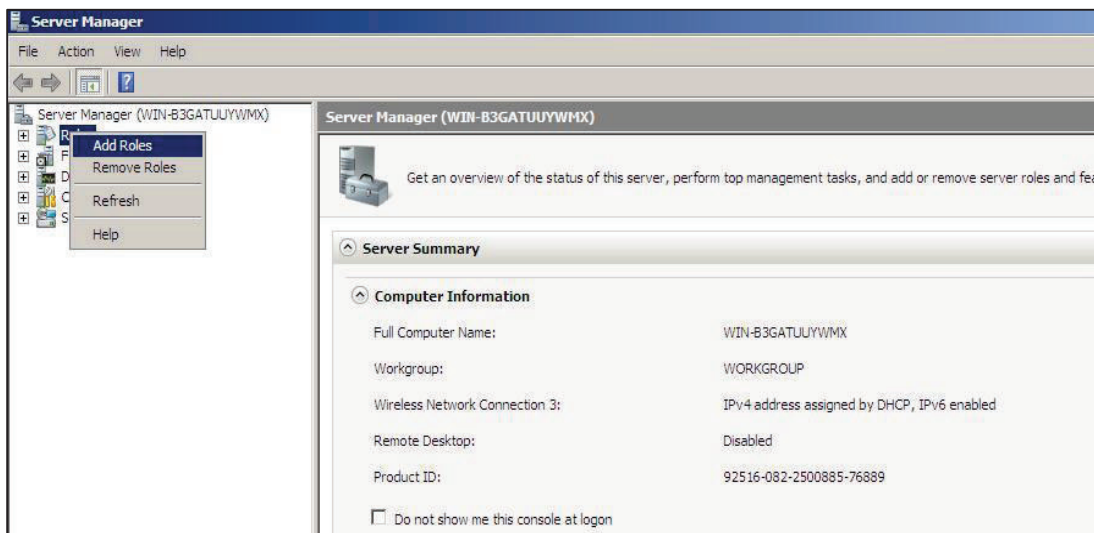 Server Manager
File Action View Help
Server Manager (WIN-B3GATUUYWMX)
Add Roles
Remove Roles
Refresh
Help
Server Manager (WIN-B3GATUUYWMX)
Get an overview of the status of this server, perform top management tasks, and add or remove server roles and fea
Server Summary
Computer Information
Full Computer Name: WIN-B3GATUUYWMX
Workgroup: WORKGROUP
Wireless Network Connection 3: IPv4 address assigned by DHCP, IPv6 enabled
Remote Desktop: Disabled
Product ID: 92516-082-2500885-76889
Do not show me this console at logon